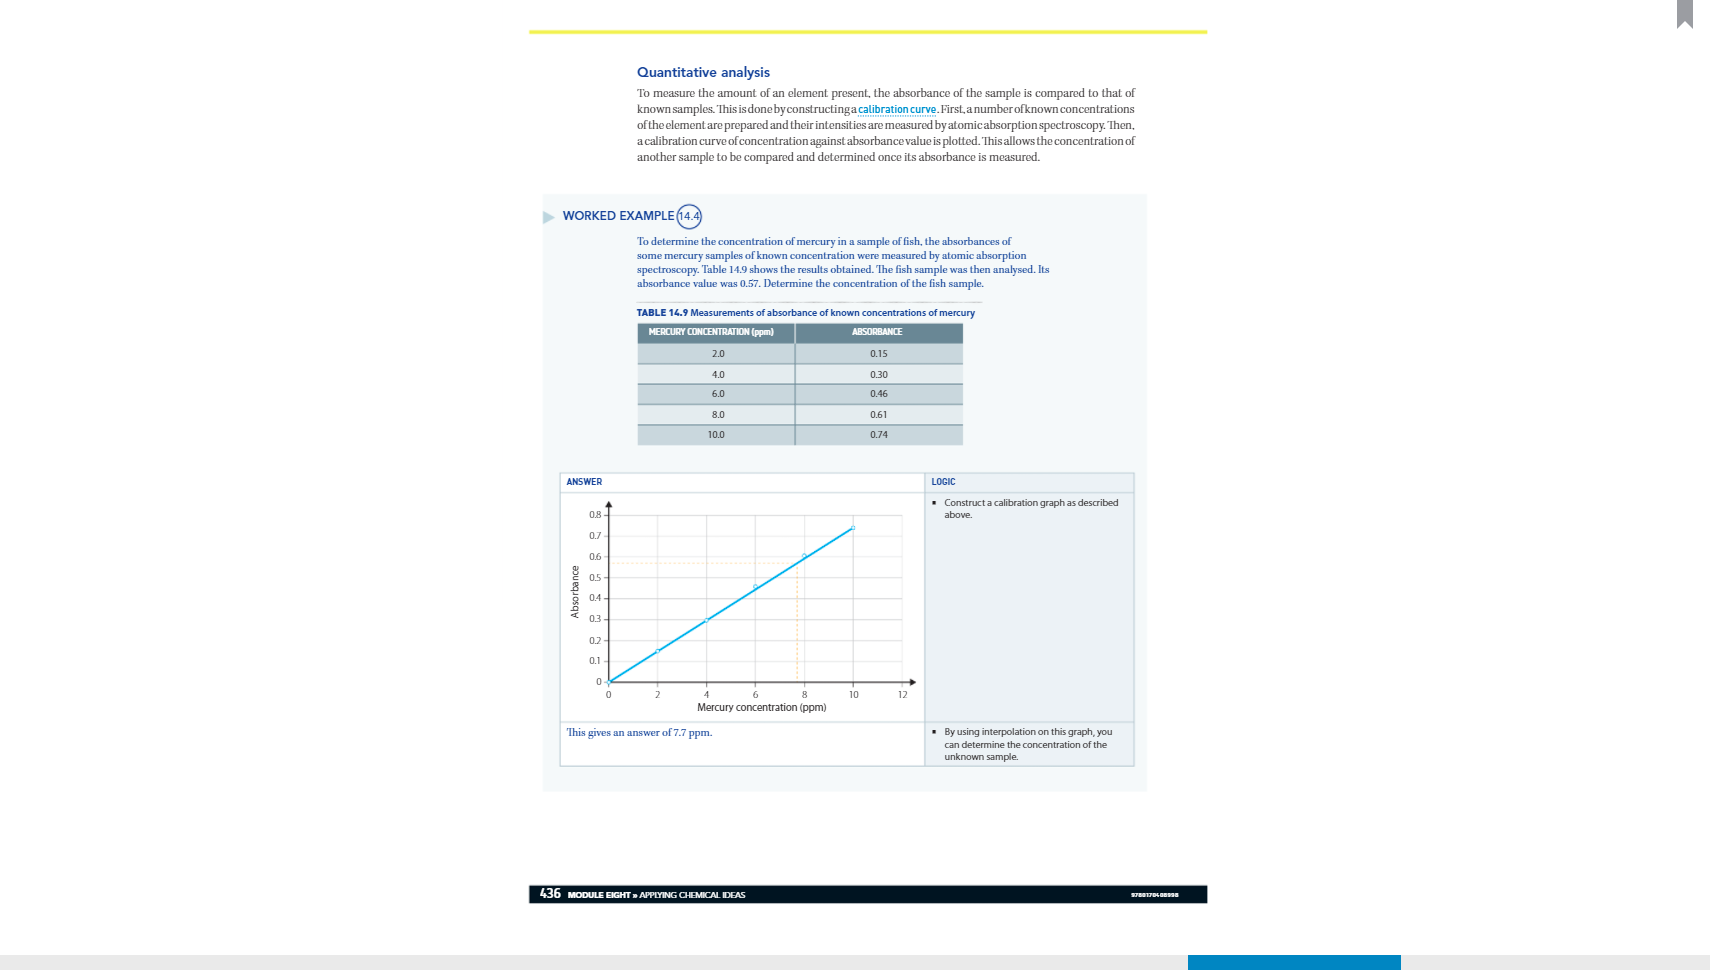 Quantitative analysis
To measure the amount of an element present, the absorbance of the sample is compared to that of
known samples. This is done by constructing a calibration curve. First, a number of known concentrations
of the element are prepared and their intensities are measured by atomic absorption spectroscopy. Then,
a calibration curve of concentration against absorbance value is plotted. This allows the concentration of
another sample to be compared and determined once its absorbance is measured.
WORKED EXAMPLE 14.4
To determine the concentration of mercury in a sample of fish, the absorbances of
some mercury samples of known concentration were measured by atomic absorption
spectroscopy. Table 14.9 shows the results obtained. The fish sample was then analysed. Its
absorbance value was 0.57. Determine the concentration of the fish sample.
TABLE 14.9 Measurements of absorbance of known concentrations of mercury
MERCURY CONCENTRATION (ppm) ABSORBANCE
2.0 0.15
4.0 0.30
6.0 0.46
8.0 0.61
10.0 0.74
ANSWER
0.8
0.7
0.6
0.5
0.4
0.3
0.2
0.1
0
Absorbance
0 2 4 6 8 10 12
Mercury concentration (ppm)
LOGIC
▪ Construct a calibration graph as described
above.
This gives an answer of 7.7 ppm.
▪ By using interpolation on this graph, you
can determine the concentration of the
unknown sample.
436 MODULE EIGHT » APPLYING CHEMICAL IDEAS
9780170408998